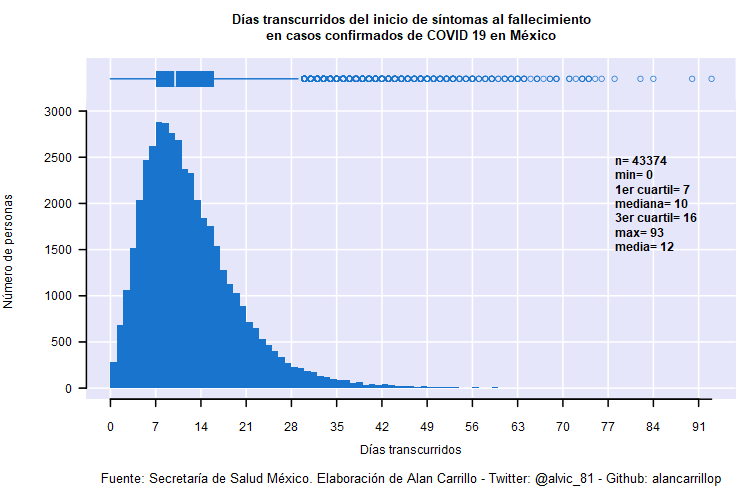 Días transcurridos del inicio de síntomas al fallecimiento
en casos confirmados de COVID 19 en México
Número de personas
3000
2500
2000
1500
1000
500
0
n= 43374
min= 0
1er cuartil= 7
mediana= 10
3er cuartil= 16
max= 93
media= 12
0 7 14 21 28 35 42 49 56 63 70 77 84 91
Días transcurridos
Fuente: Secretaría de Salud México. Elaboración de Alan Carrillo - Twitter: @alvic_81 - Github: alancarrillop